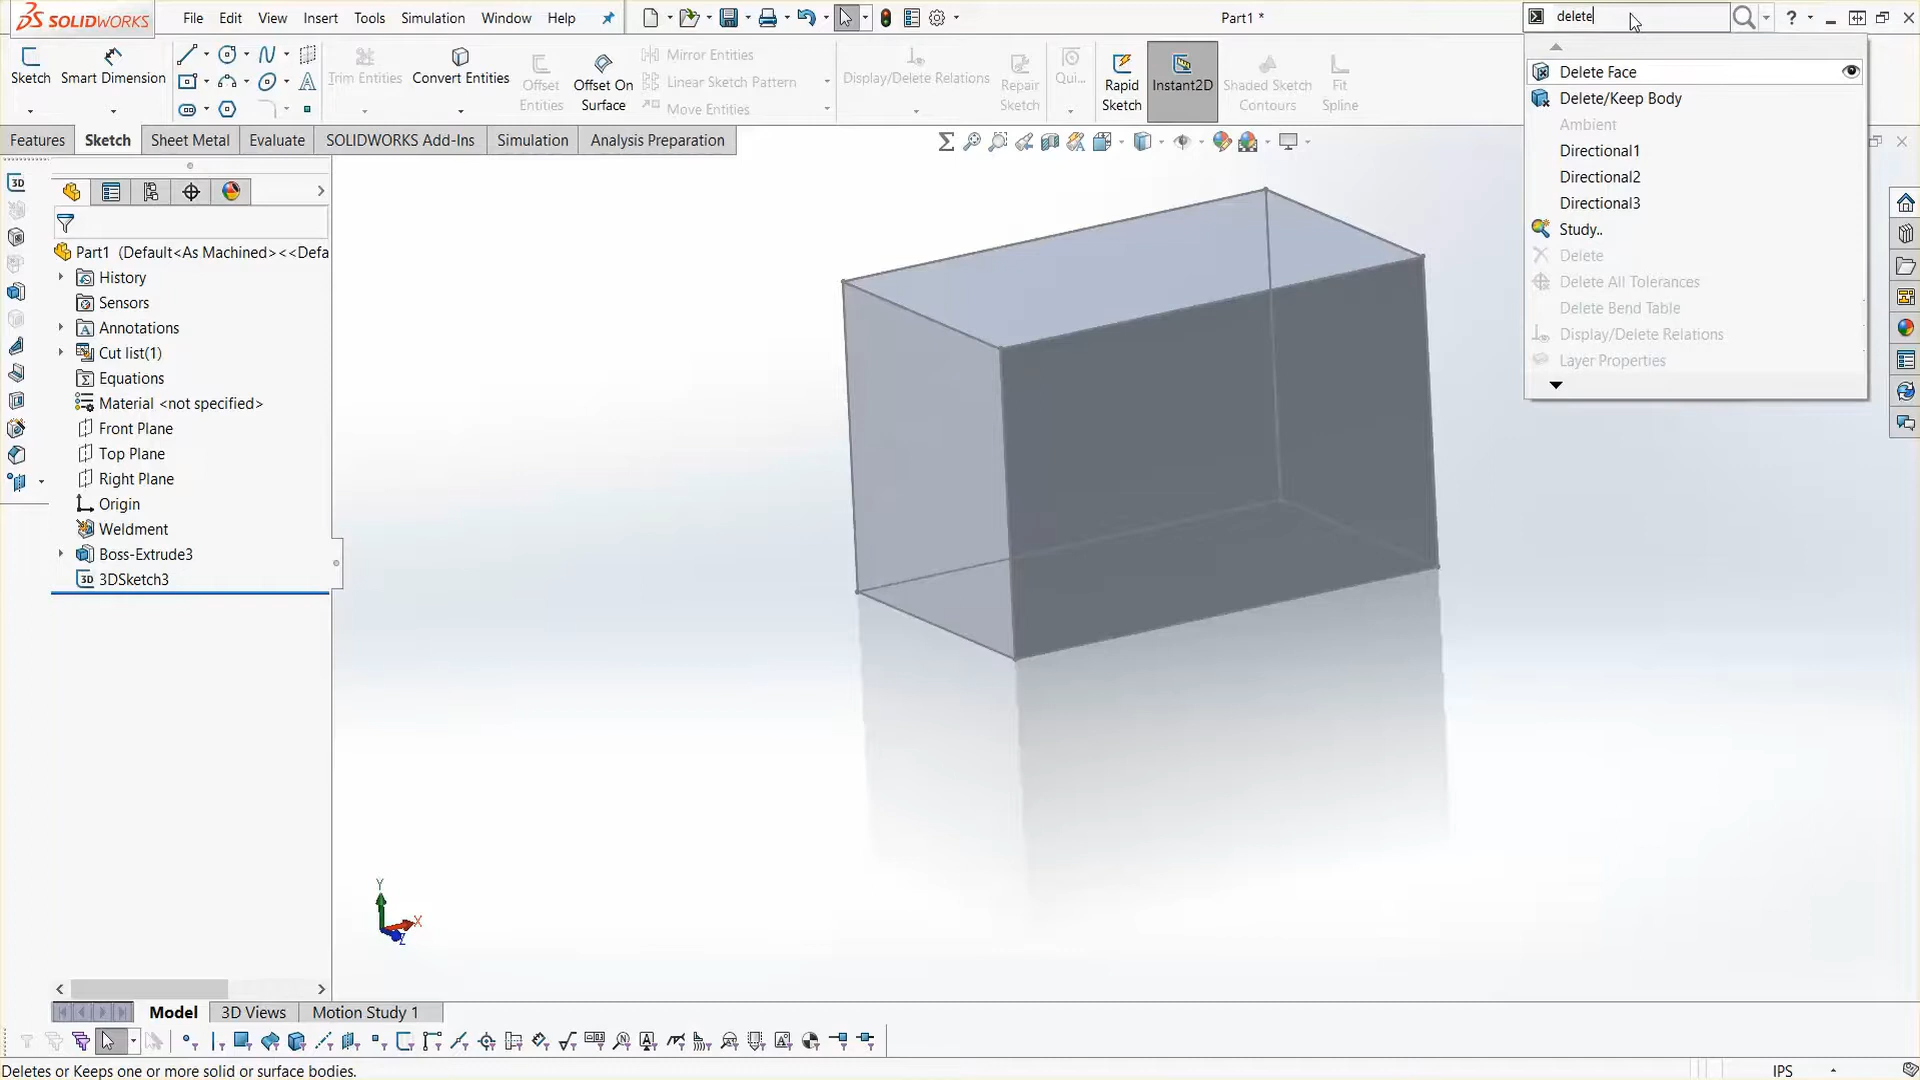 SOLIDWORKS File Edit View Insert Tools Simulation Window Help Part1 * delete
Sketch Smart Dimension Trim Entities Convert Entities Offset Entities Offset On Surface Mirror Entities Linear Sketch Pattern Move Entities Display/Delete Relations Repair Sketch Qui... Rapid Sketch Instant2D Shaded Sketch Contours Fit Spline
Features Sketch Sheet Metal Evaluate SOLIDWORKS Add-Ins Simulation Analysis Preparation
Delete Face
Delete/Keep Body
Ambient
Directional1
Directional2
Directional3
Study..
Delete
Delete All Tolerances
Delete Bend Table
Display/Delete Relations
Layer Properties
3D
Part1 (Default<As Machined><<Defa
History
Sensors
Annotations
Cut list(1)
Equations
Material <not specified>
Front Plane
Top Plane
Right Plane
Origin
Weldment
Boss-Extrude3
3D 3DSketch3
Y
X
Z
Model 3D Views Motion Study 1
Deletes or Keeps one or more solid or surface bodies. IPS